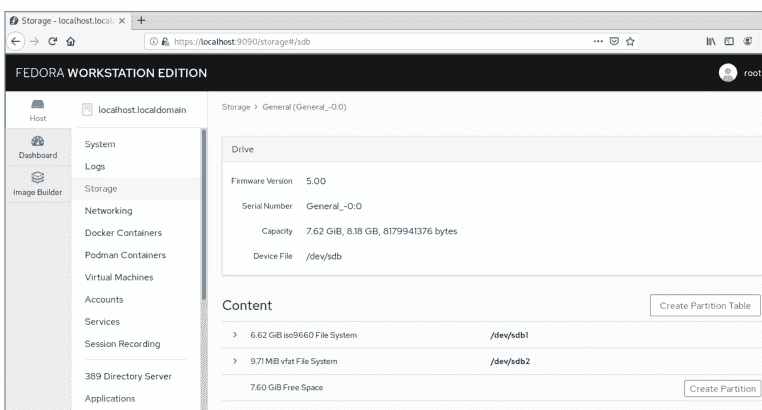 Storage - localhost.local
https://localhost:9090/storage#/sdb
FEDORA WORKSTATION EDITION
root
Host
Dashboard
Image Builder
localhost.localdomain
System
Logs
Storage
Networking
Docker Containers
Podman Containers
Virtual Machines
Accounts
Services
Session Recording
389 Directory Server
Applications
Storage > General (General_-0:0)
Drive
Firmware Version 5.00
Serial Number General_-0:0
Capacity 7.62 GiB, 8.18 GB, 8179941376 bytes
Device File /dev/sdb
Content Create Partition Table
6.62 GiB iso9660 File System /dev/sdb1
9.71 MiB vfat File System /dev/sdb2
7.60 GiB Free Space Create Partition